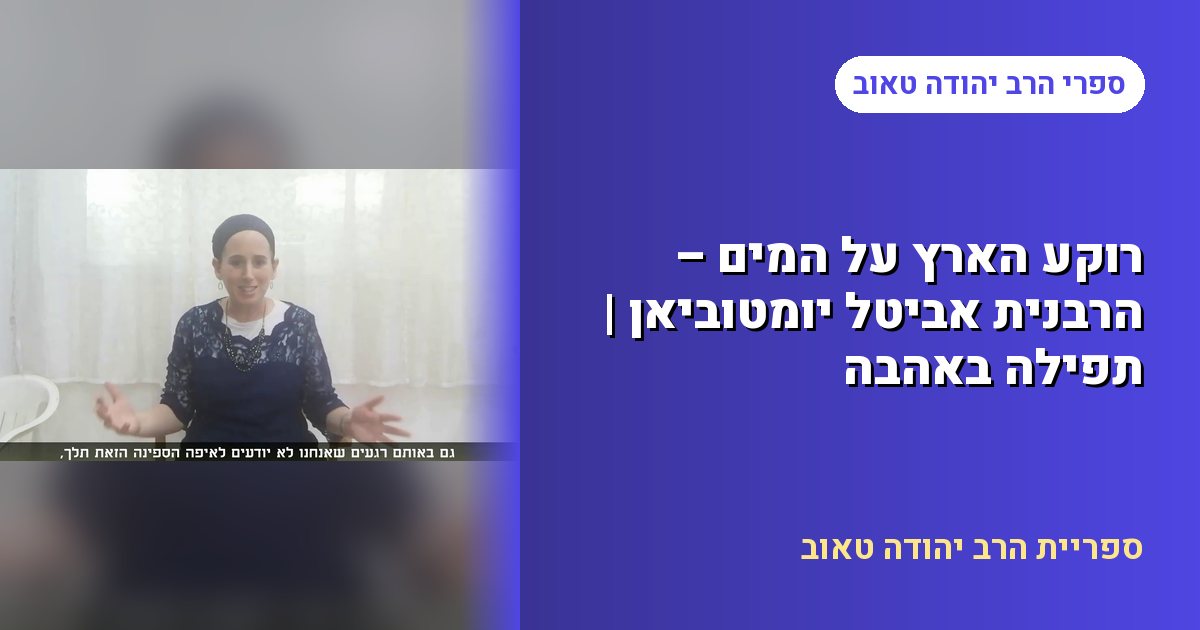 ספרי הרב יהודה טאוב
רוקע הארץ על המים –
הרבנית אביטל יומטוביאן |
תפילה באהבה
גם באותם רגעים שאנחנו לא יודעים לאיפה הספינה הזאת תלך,
ספריית הרב יהודה טאוב